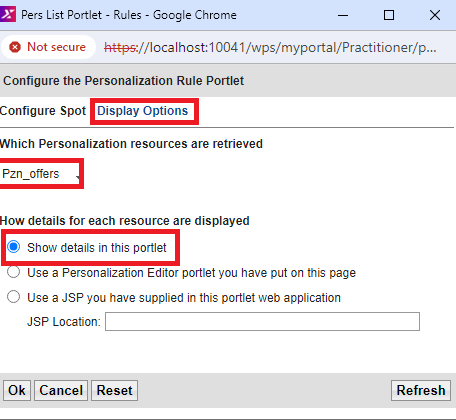 Pers List Portlet - Rules - Google Chrome
Not secure https://localhost:10041/wps/myportal/Practitioner/p...
Configure the Personalization Rule Portlet
Configure Spot Display Options
Which Personalization resources are retrieved
Pzn_offers
How details for each resource are displayed
Show details in this portlet
Use a Personalization Editor portlet you have put on this page
Use a JSP you have supplied in this portlet web application
JSP Location:
Ok Cancel Reset Refresh